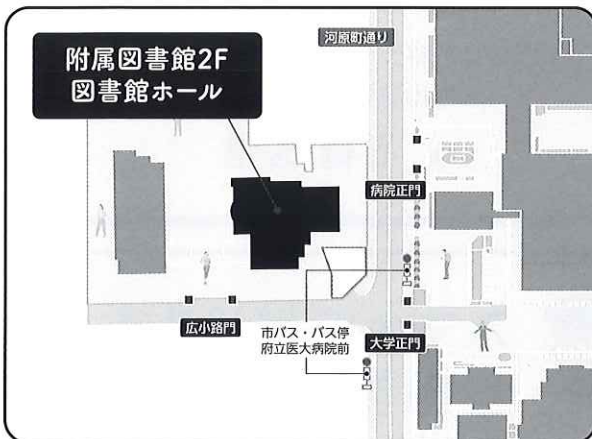 附属図書館2F
図書館ホール
河原町通り
病院正門
広小路門
市バス・バス停
府立医大病院前
大学正門